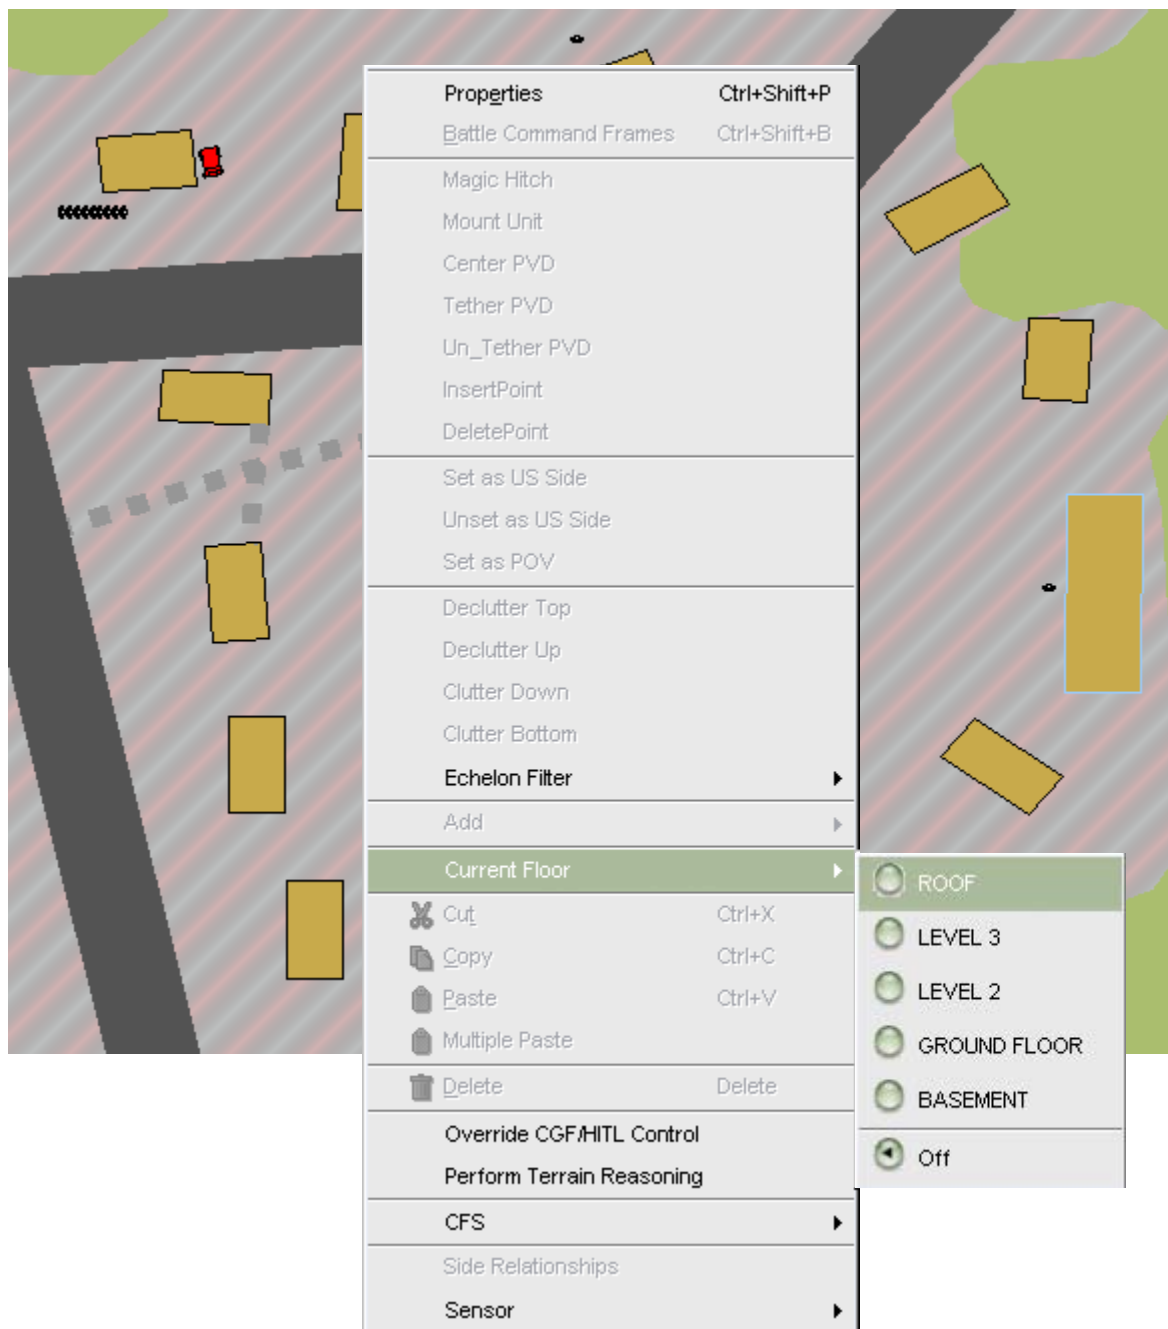 Properties Ctrl+Shift+P
Battle Command Frames Ctrl+Shift+B
Magic Hitch
Mount Unit
Center PVD
Tether PVD
Un_Tether PVD
InsertPoint
DeletePoint
Set as US Side
Unset as US Side
Set as POV
Declutter Top
Declutter Up
Clutter Down
Clutter Bottom
Echelon Filter
Add
Current Floor
Cut Ctrl+X
Copy Ctrl+C
Paste Ctrl+V
Multiple Paste
Delete Delete
Override CGF/HITL Control
Perform Terrain Reasoning
CFS
Side Relationships
Sensor
ROOF
LEVEL 3
LEVEL 2
GROUND FLOOR
BASEMENT
Off